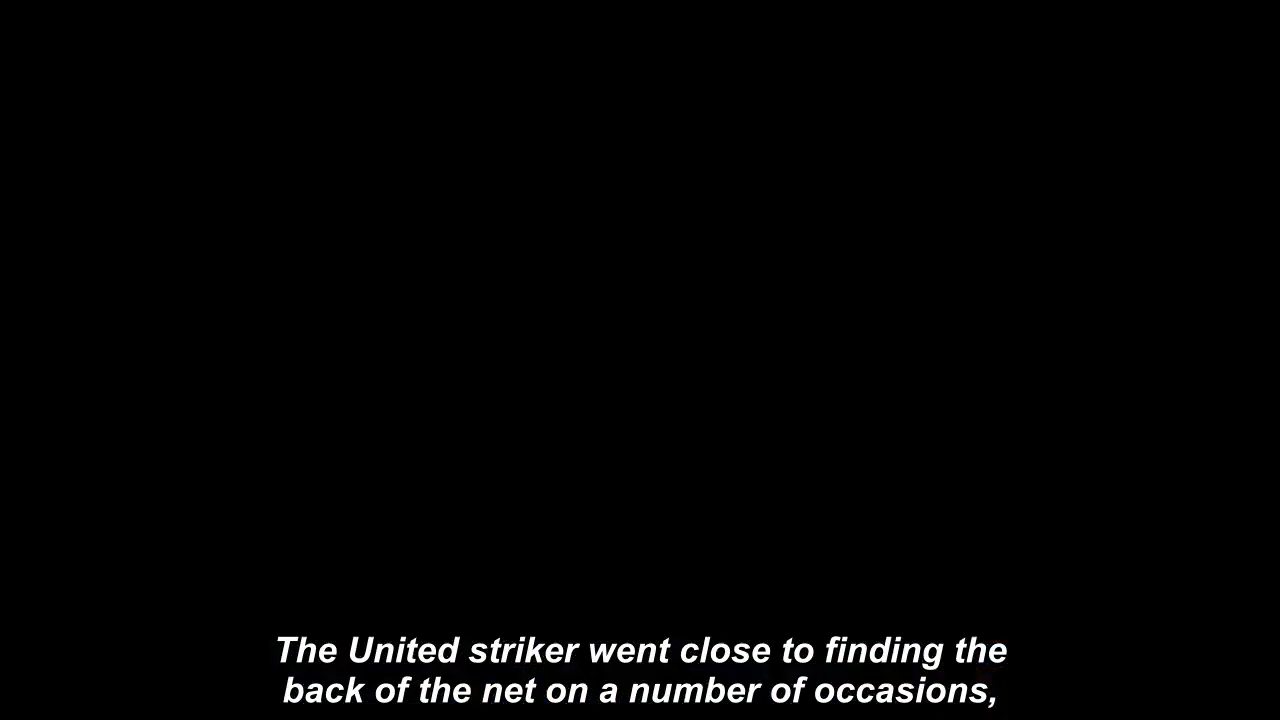 The United striker went close to finding the
back of the net on a number of occasions,